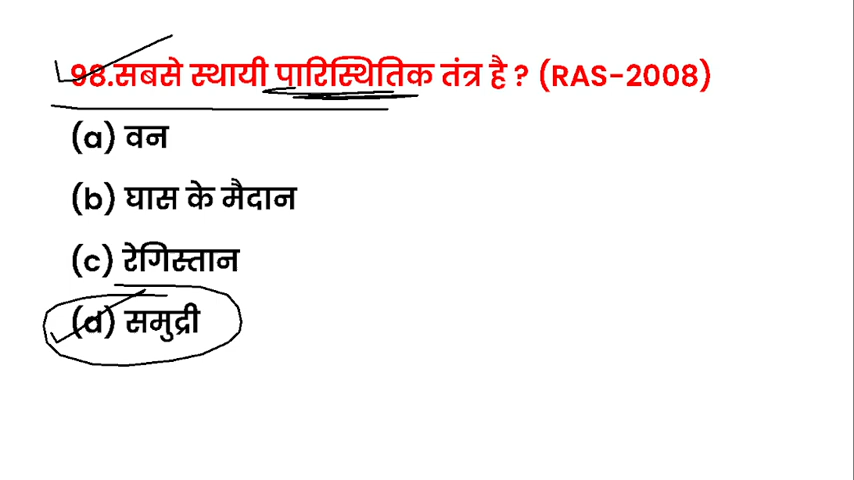 98.सबसे स्थायी पारिस्थितिक तंत्र है ? (RAS-2008)
(a) वन
(b) घास के मैदान
(c) रेगिस्तान
(d) समुद्री